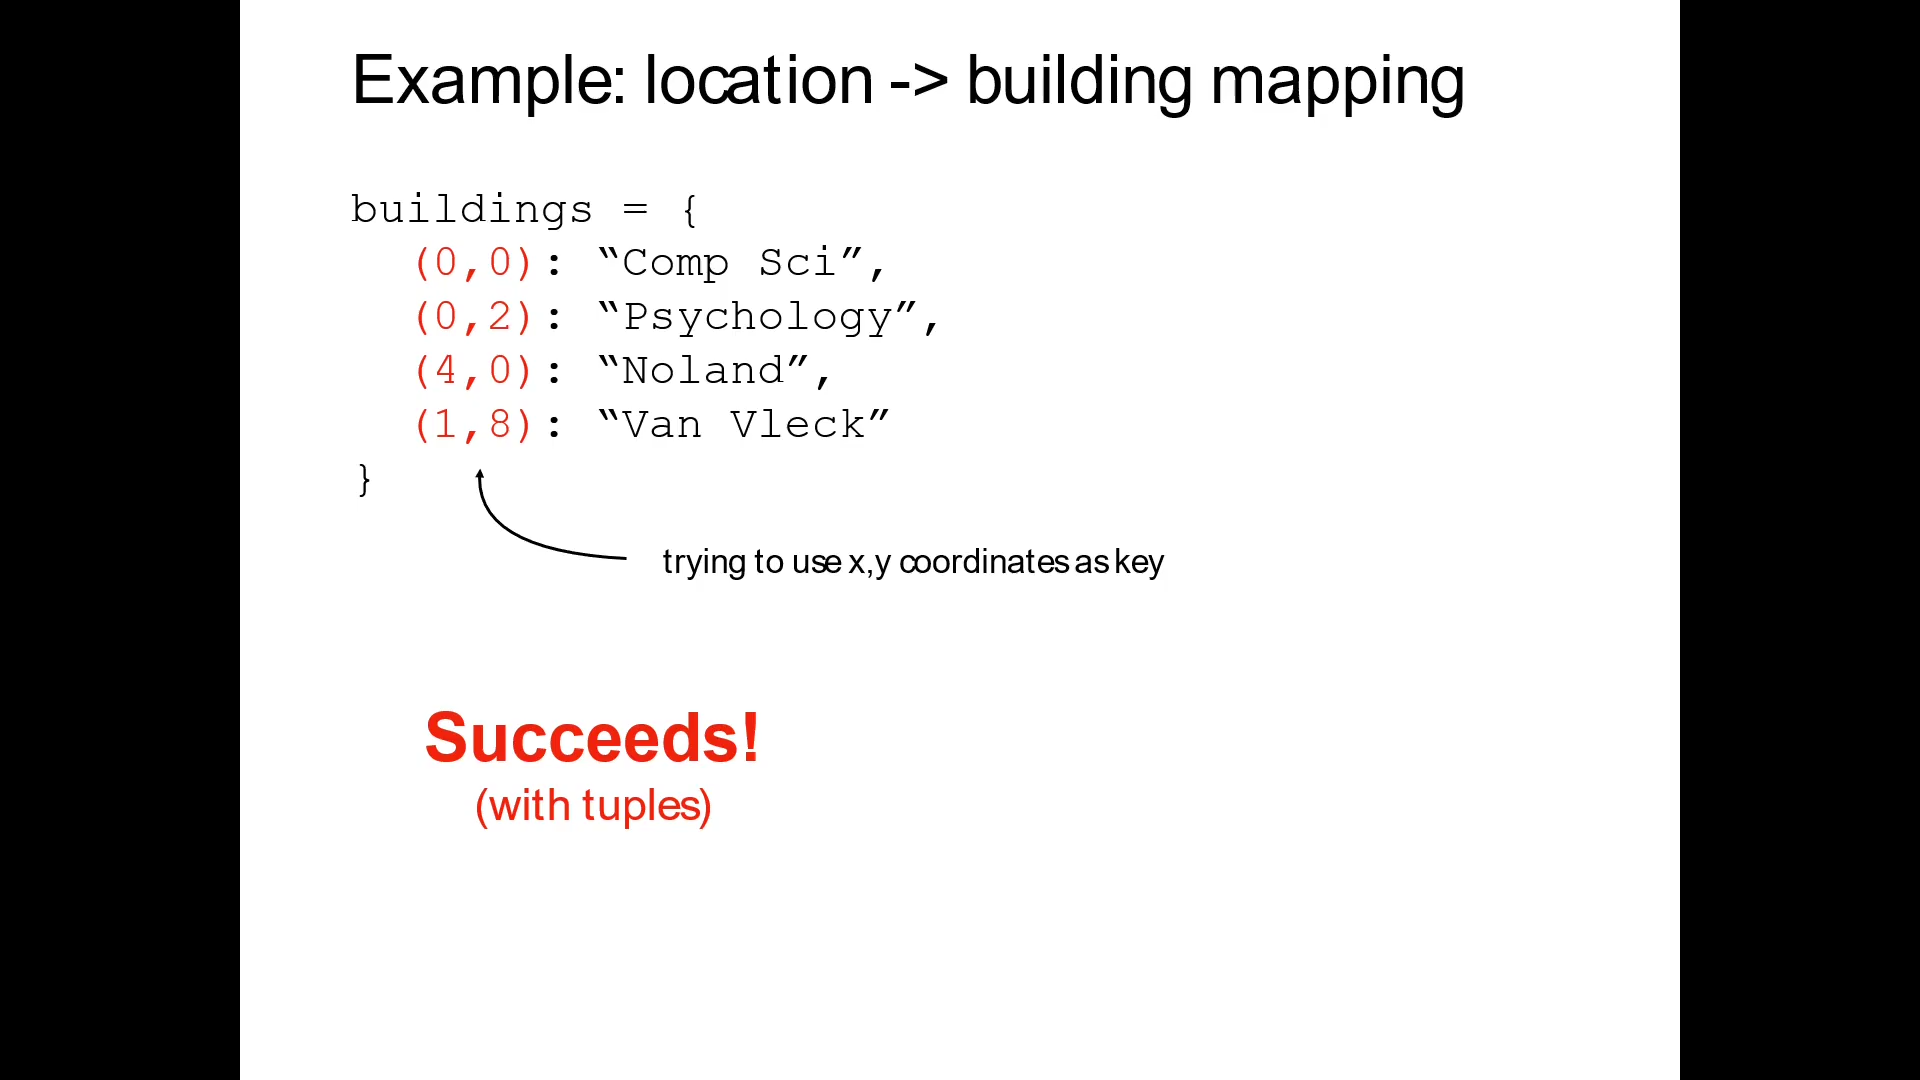 Example: location -> building mapping
buildings = {
(0,0): “Comp Sci”,
(0,2): “Psychology”,
(4,0): “Noland”,
(1,8): “Van Vleck”
}
trying to use x,y coordinates as key
Succeeds!
(with tuples)